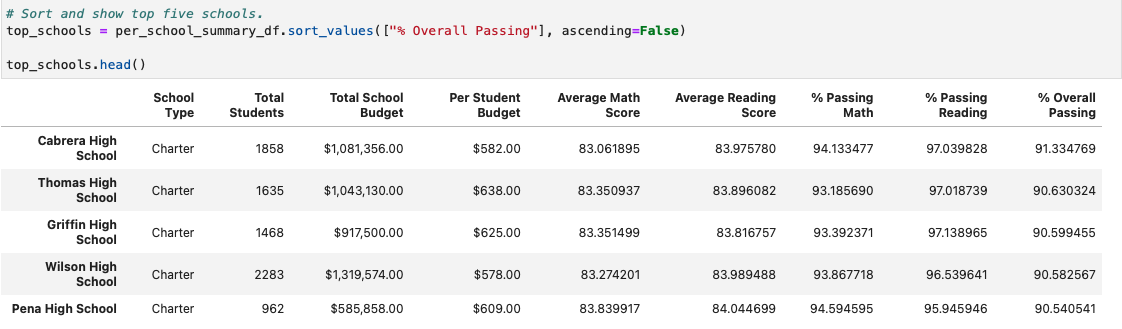 # Sort and show top five schools.
top_schools = per_school_summary_df.sort_values(["% Overall Passing"], ascending=False)
top_schools.head()
School Type Total Students Total School Budget Per Student Budget Average Math Score Average Reading Score % Passing Math % Passing Reading % Overall Passing
Cabrera High School Charter 1858 $1,081,356.00 $582.00 83.061895 83.975780 94.133477 97.039828 91.334769
Thomas High School Charter 1635 $1,043,130.00 $638.00 83.350937 83.896082 93.185690 97.018739 90.630324
Griffin High School Charter 1468 $917,500.00 $625.00 83.351499 83.816757 93.392371 97.138965 90.599455
Wilson High School Charter 2283 $1,319,574.00 $578.00 83.274201 83.989488 93.867718 96.539641 90.582567
Pena High School Charter 962 $585,858.00 $609.00 83.839917 84.044699 94.594595 95.945946 90.540541